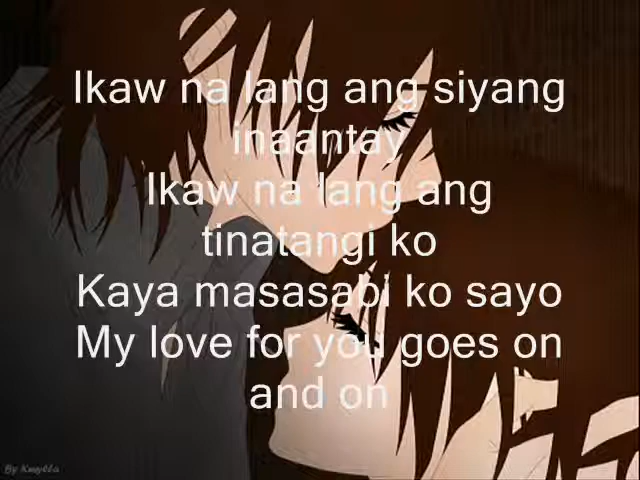 Ikaw na lang ang siyang
inaantay
Ikaw na lang ang
tinatangi ko
Kaya masasabi ko sayo
My love for you goes on
and on